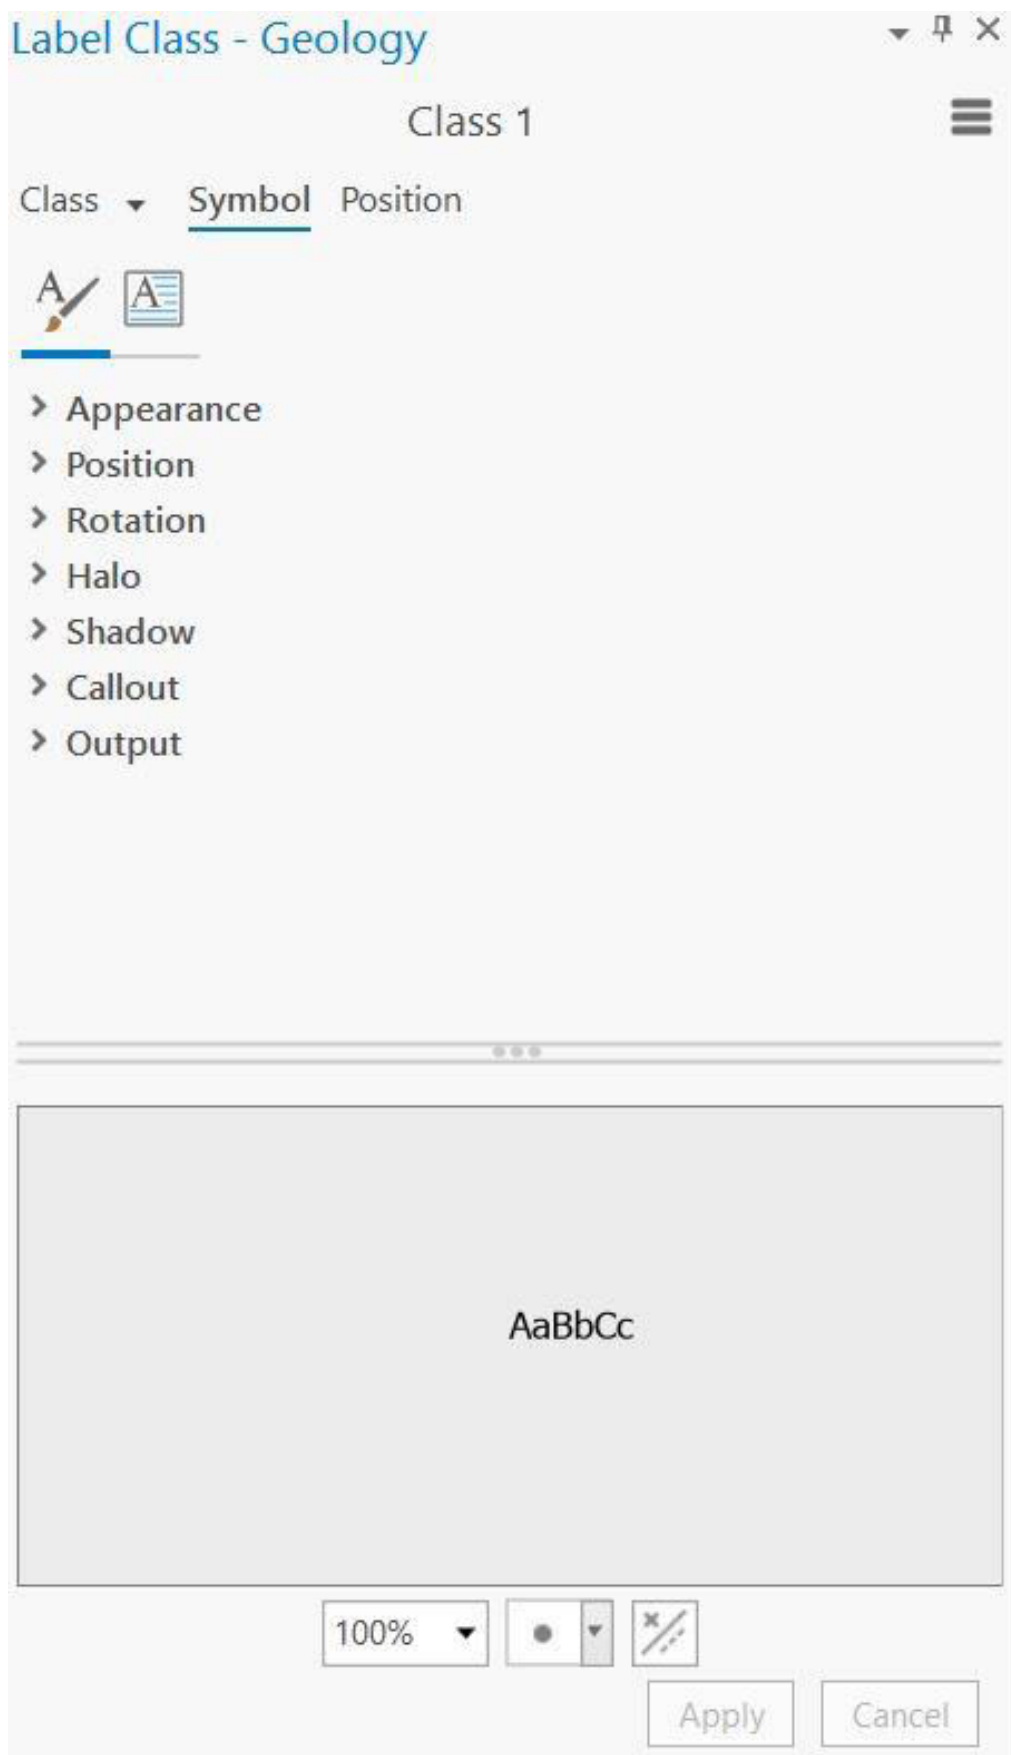 Label Class - Geology
Class 1
Class Symbol Position
A A
Appearance
Position
Rotation
Halo
Shadow
Callout
Output
AaBbCc
100%
Apply Cancel